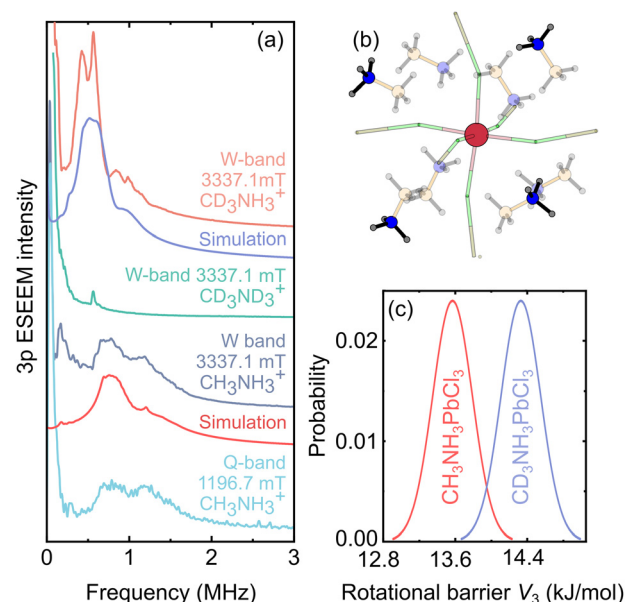 (a)
W-band
3337.1mT
CD₃NH₃⁺
Simulation
W-band 3337.1 mT
CD₃ND₃⁺
W band
3337.1 mT
CH₃NH₃⁺
Simulation
Q-band
1196.7 mT
CH₃NH₃⁺
3p ESEEM intensity
0 1 2 3
Frequency (MHz)
(b)
(c)
0.02
0.01
0.00
Probability
CH₃NH₃PbCl₃
CD₃NH₃PbCl₃
12.8 13.6 14.4
Rotational barrier V₃ (kJ/mol)